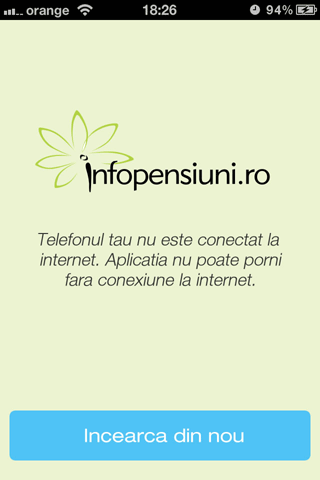 orange 18:26 94%
infopensiuni.ro
Telefonul tau nu este conectat la
internet. Aplicatia nu poate porni
fara conexiune la internet.
Incearca din nou